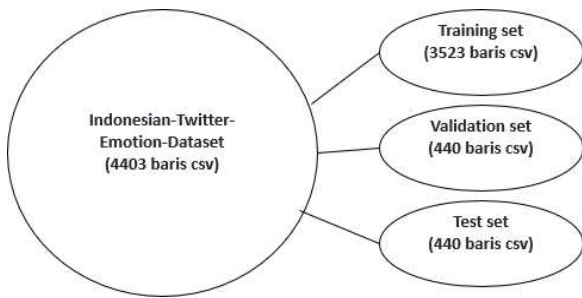 Indonesian-Twitter-
Emotion-Dataset
(4403 baris csv)
Training set
(3523 baris csv)
Validation set
(440 baris csv)
Test set
(440 baris csv)